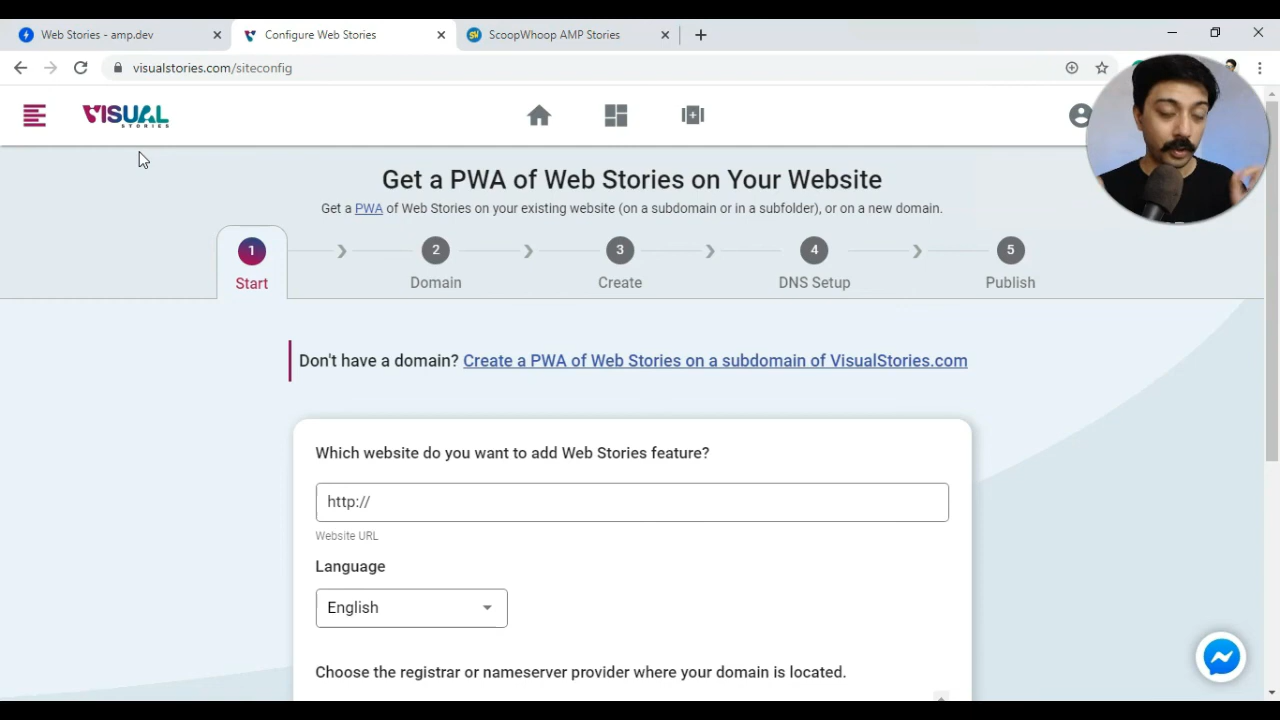 Web Stories - amp.dev
Configure Web Stories
ScoopWhoop AMP Stories
visualstories.com/siteconfig
VISUAL
STORIES
Get a PWA of Web Stories on Your Website
Get a PWA of Web Stories on your existing website (on a subdomain or in a subfolder), or on a new domain.
1 2 3 4 5
Start Domain Create DNS Setup Publish
Don't have a domain? Create a PWA of Web Stories on a subdomain of VisualStories.com
Which website do you want to add Web Stories feature?
http://
Website URL
Language
English
Choose the registrar or nameserver provider where your domain is located.